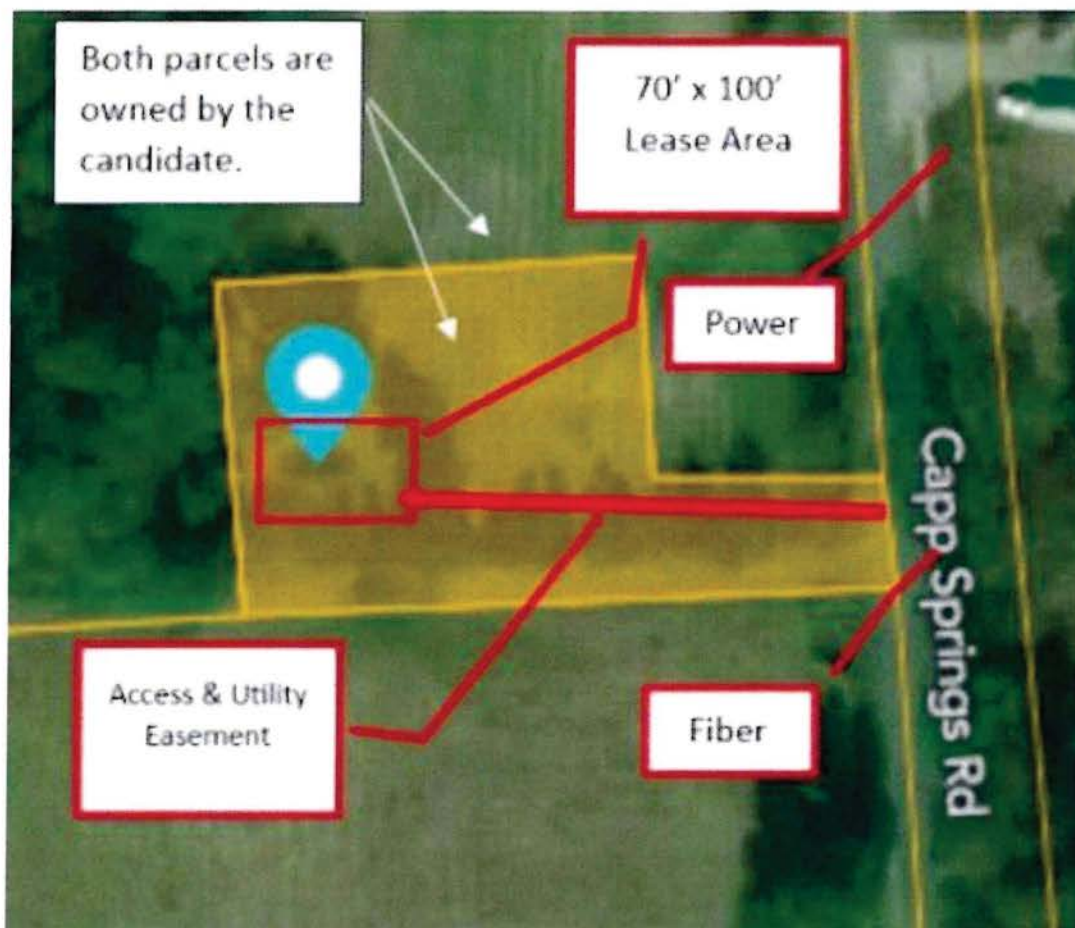 Both parcels are
owned by the
candidate.
70' x 100'
Lease Area
Power
Capp Springs Rd
Access & Utility
Easement
Fiber